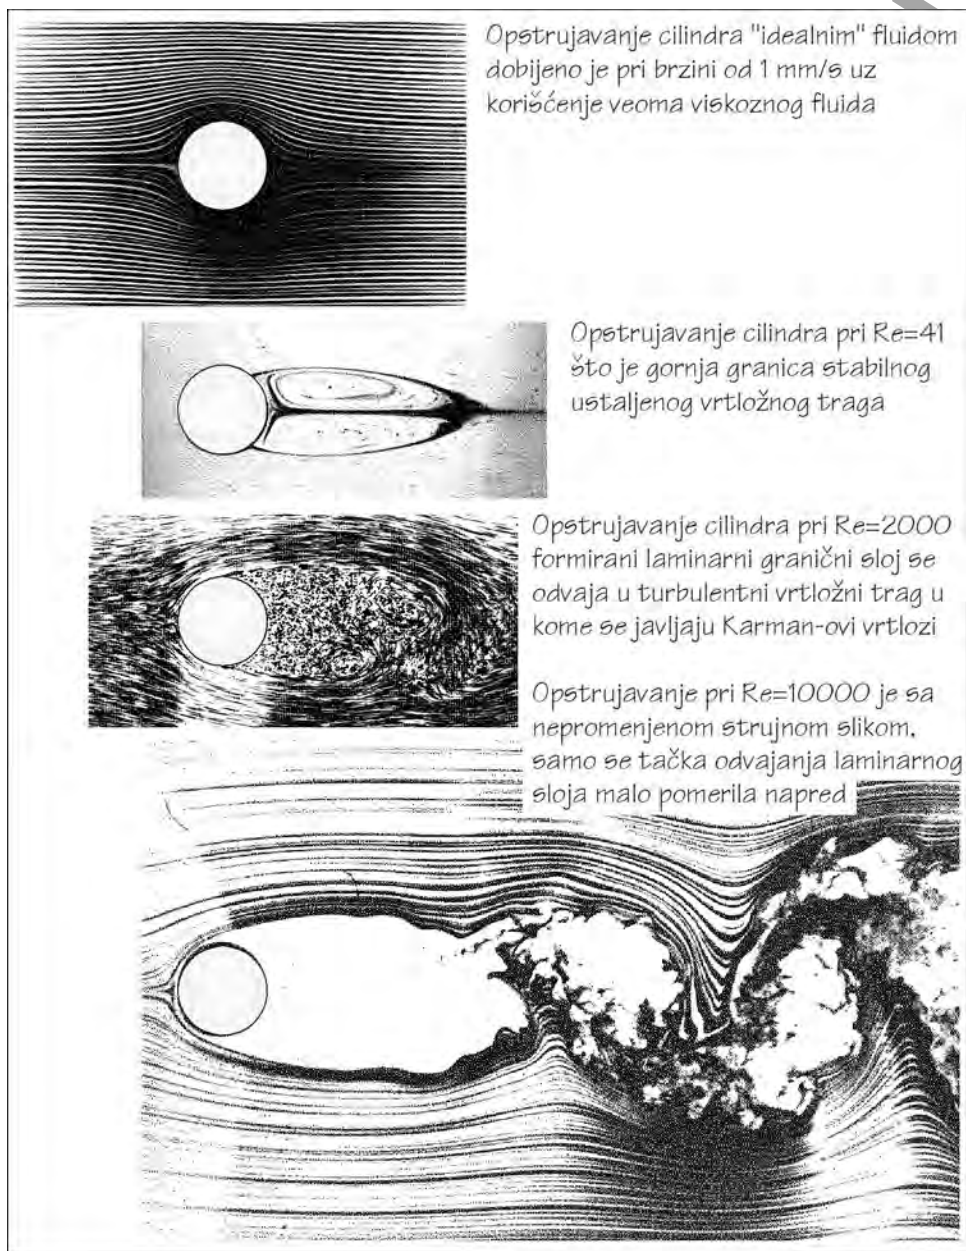 Opstrujavanje cilindra "idealnim" fluidom
dobijeno je pri brzini od 1 mm/s uz
korišćenje veoma viskoznog fluida
Opstrujavanje cilindra pri Re=41
što je gornja granica stabilnog
ustaljenog vrtložnog traga
Opstrujavanje cilindra pri Re=2000
formirani laminarni granični sloj se
odvaja u turbulentni vrtložni trag u
kome se javljaju Karman-ovi vrtlozi
Opstrujavanje pri Re=10000 je sa
nepromenjenom strujnom slikom,
samo se tačka odvajanja laminarnog
sloja malo pomerila napred